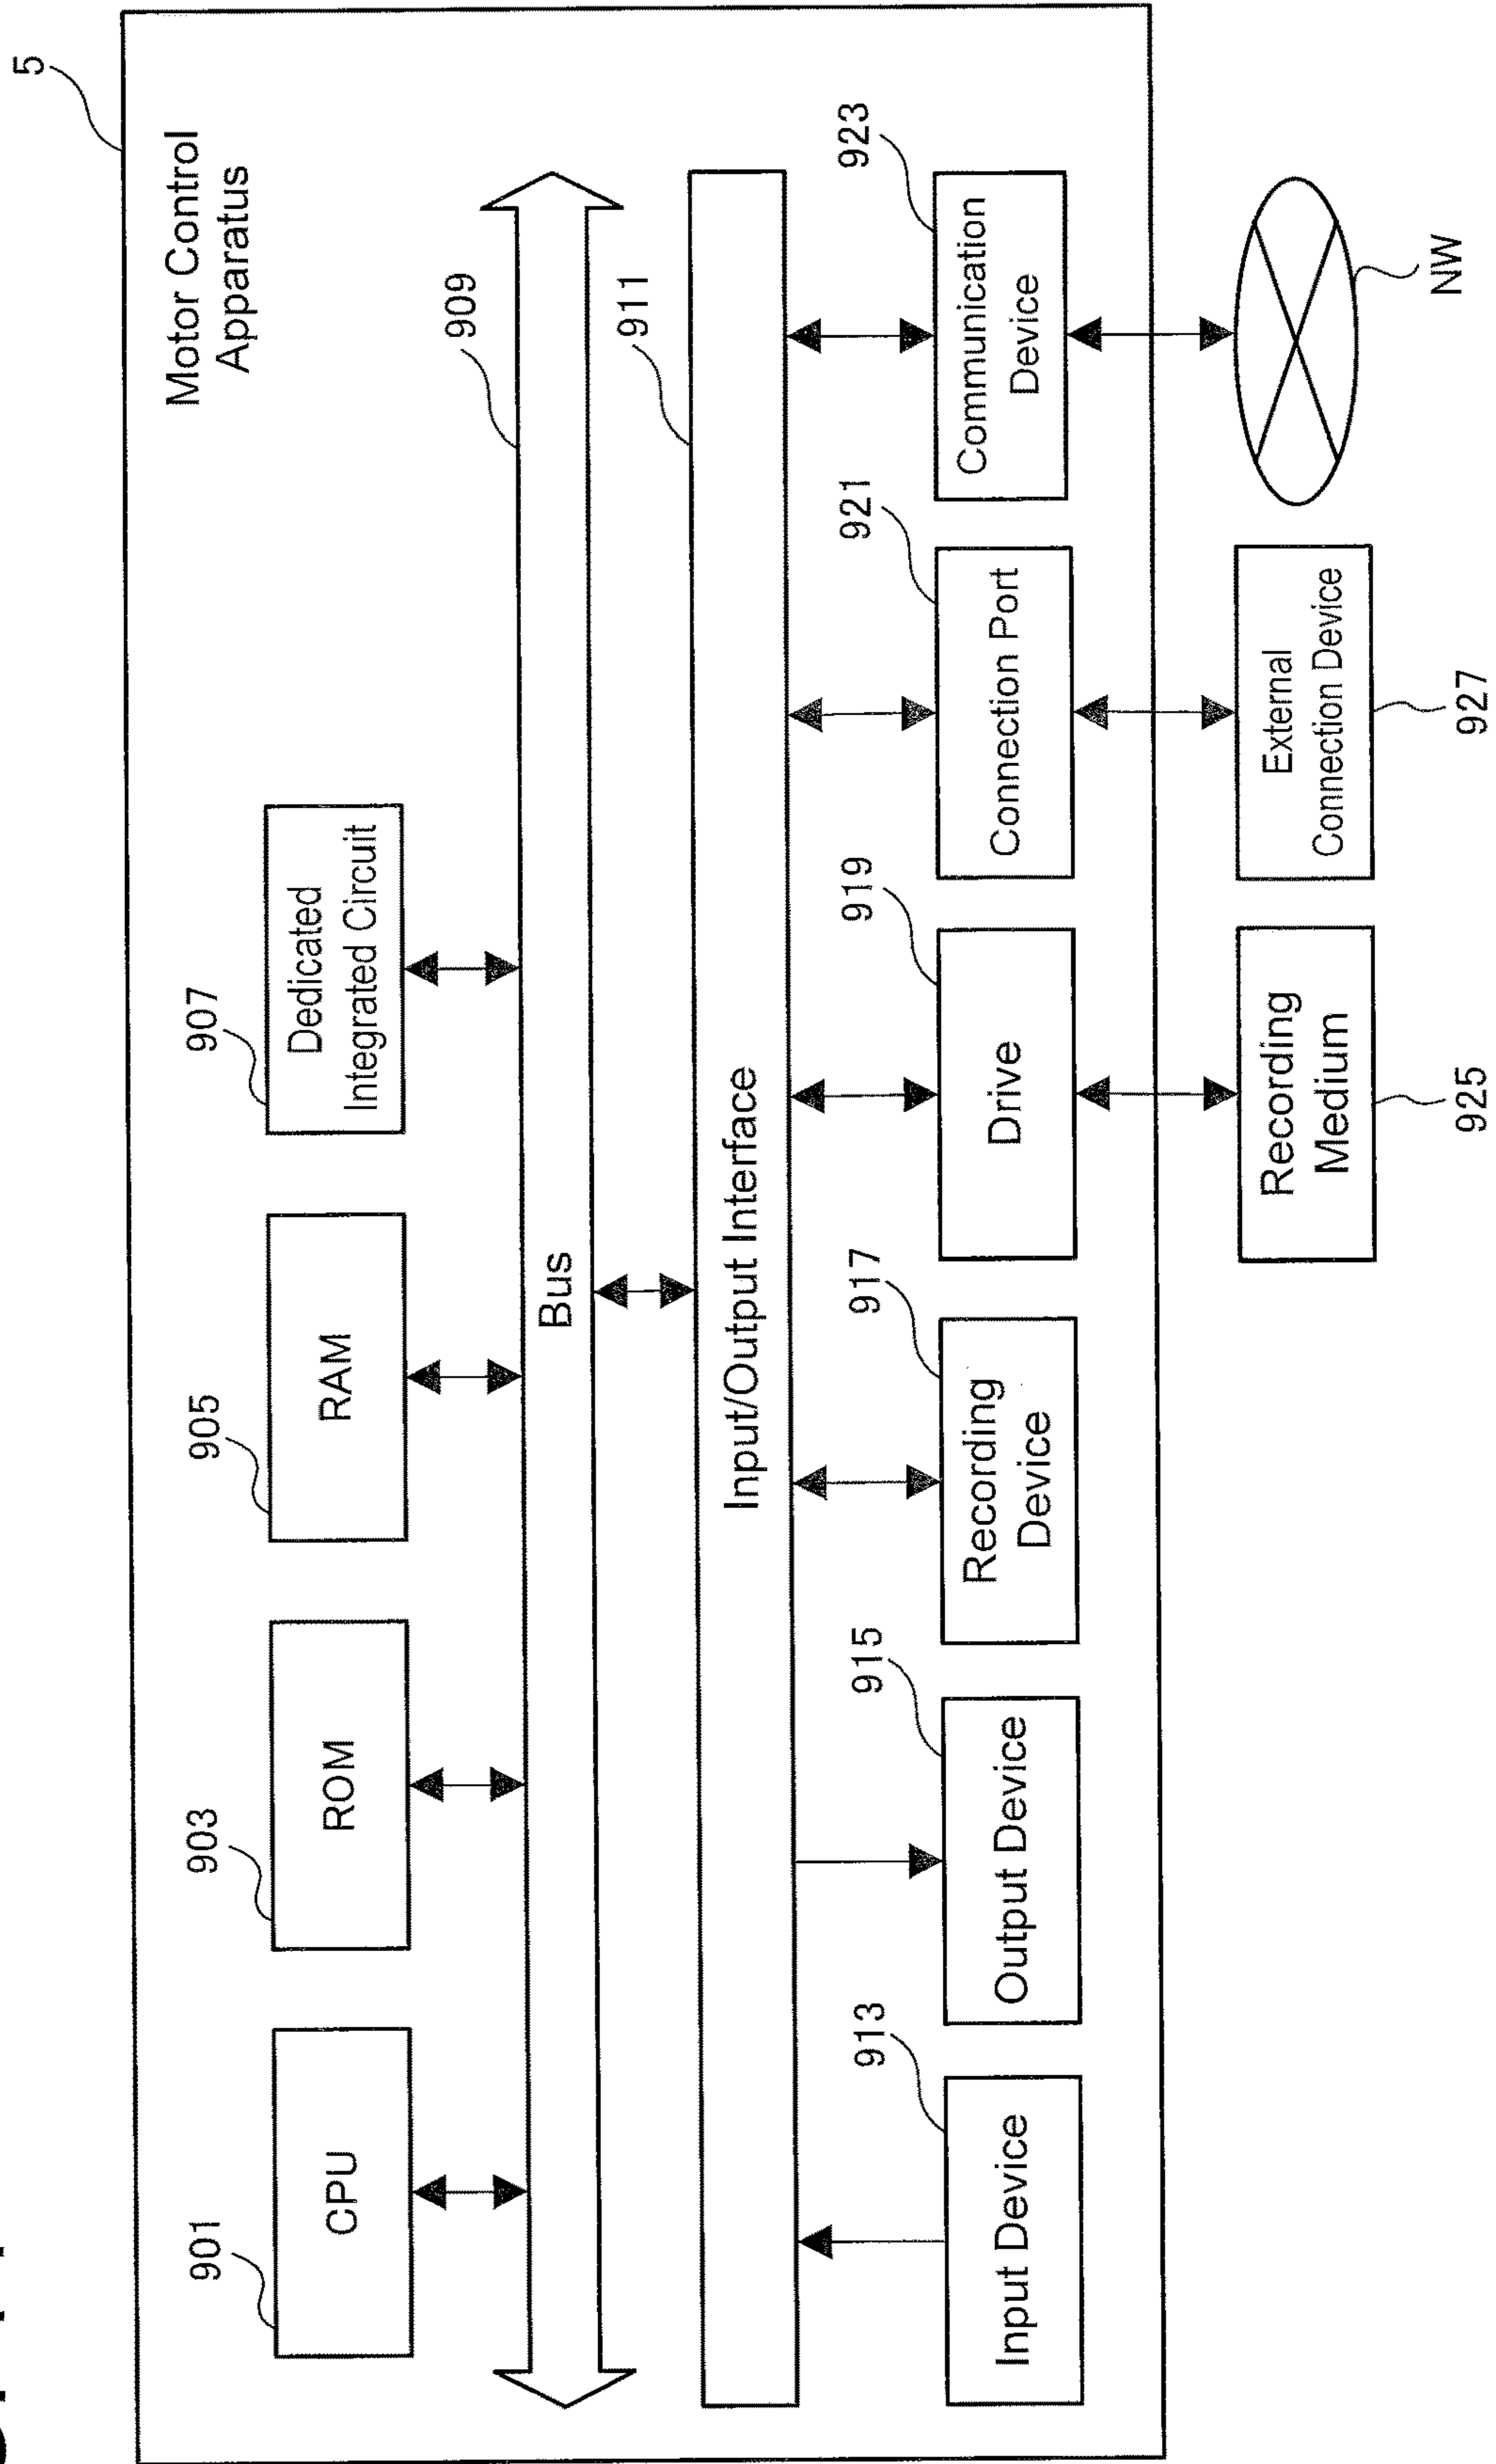 5
Motor Control
Apparatus
901
CPU
903
ROM
905
RAM
907
Dedicated
Integrated Circuit
909
Bus
911
Input/Output Interface
913
Input Device
915
Output Device
917
Recording
Device
919
Drive
921
Connection Port
923
Communication
Device
Recording
Medium
925
External
Connection Device
927
NW